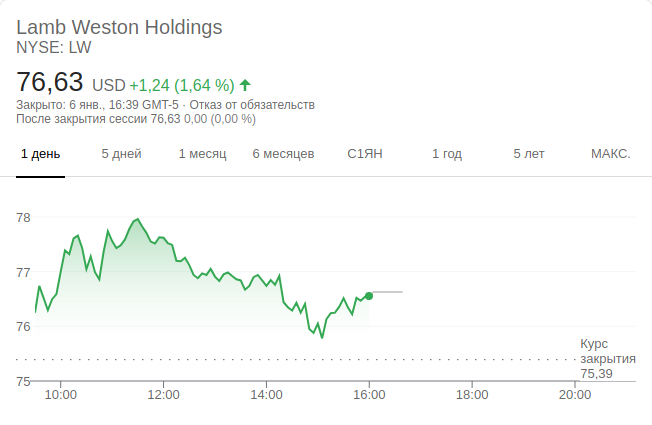 Lamb Weston Holdings
NYSE: LW
76,63 USD +1,24 (1,64 %)
Закрыто: 6 янв., 16:39 GMT-5 · Отказ от обязательств
После закрытия сессии 76,63 0,00 (0,00 %)
1 день 5 дней 1 месяц 6 месяцев С1ЯН 1 год 5 лет МАКС.
78
77
76
Курс
закрытия
75,39
75
10:00 12:00 14:00 16:00 18:00 20:00